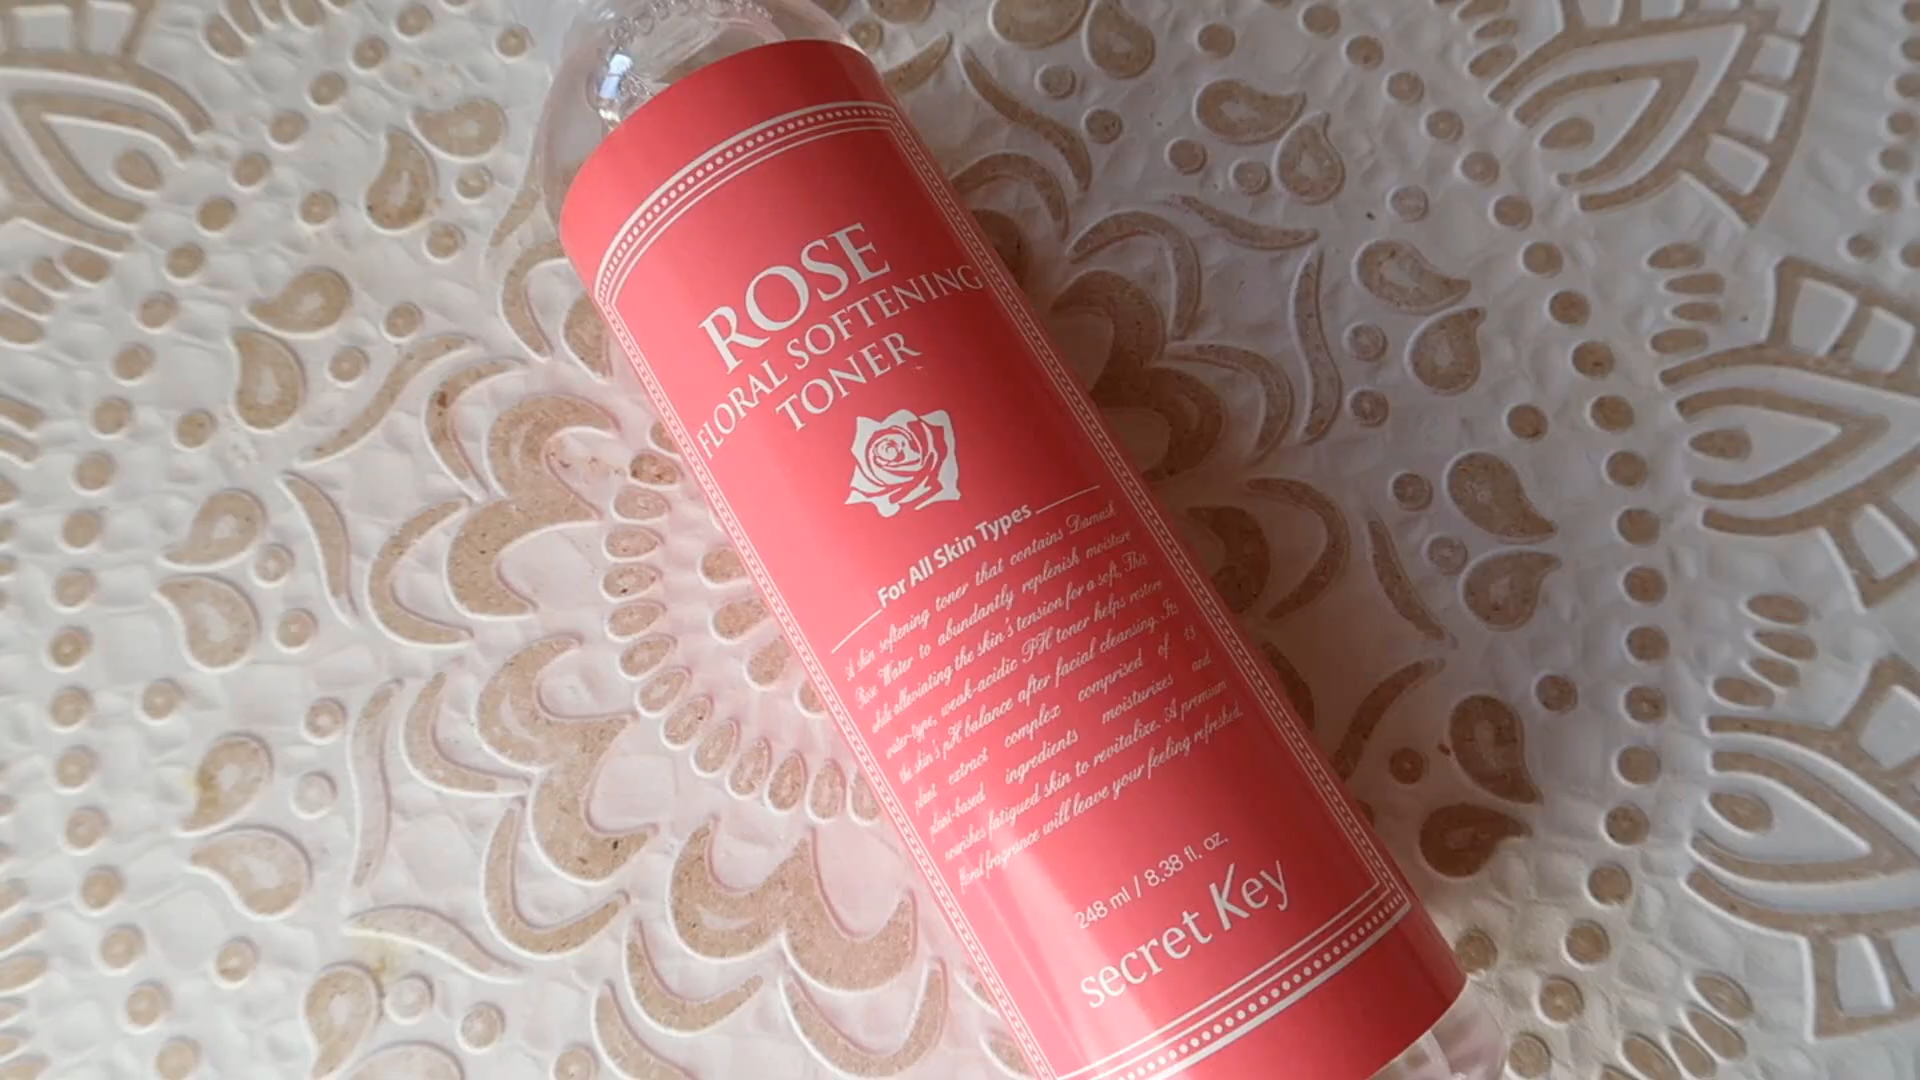 ROSE
FLORAL SOFTENING
TONER
For All Skin Types
A skin softening toner that contains Damask
Rose Water to abundantly replenish moisture
while alleviating the skin's tension for a soft, This
water-type, weak-acidic PH toner helps restore
the skin's pH balance after facial cleansing. Its
plant extract complex comprised of 13
plant-based ingredients moisturizes and
nourishes fatigued skin to revitalize. A premium
floral fragrance will leave your feeling refreshed.
248 ml / 8.38 fl. oz.
secret Key